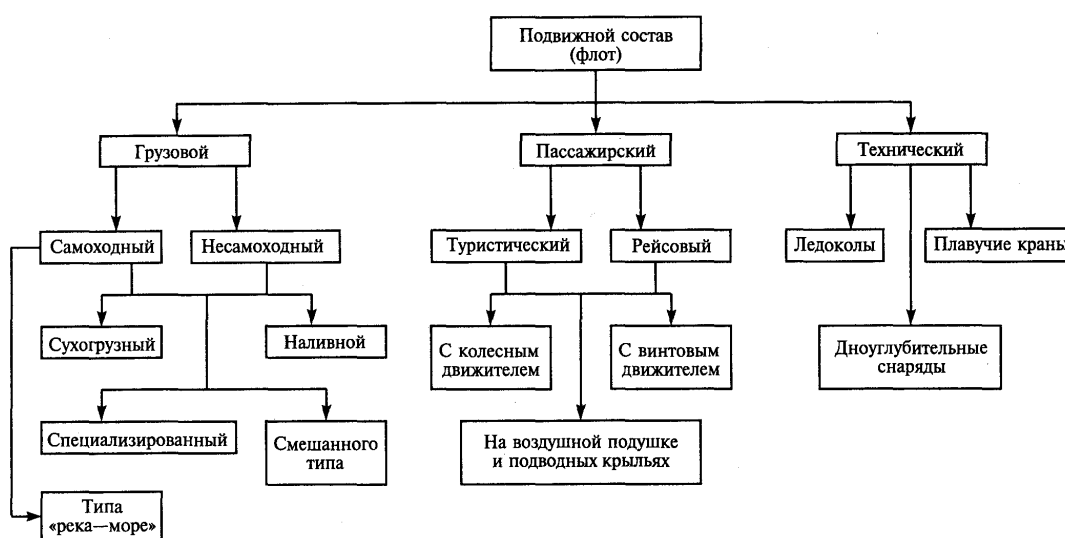 Подвижной состав
(флот)
Грузовой
Пассажирский
Технический
Самоходный
Несамоходный
Туристический
Рейсовый
Ледоколы
Плавучие краны
Сухогрузный
Наливной
С колесным
движителем
С винтовым
движителем
Дноуглубительные
снаряды
Специализированный
Смешанного
типа
На воздушной подушке
и подводных крыльях
Типа
«река—море»